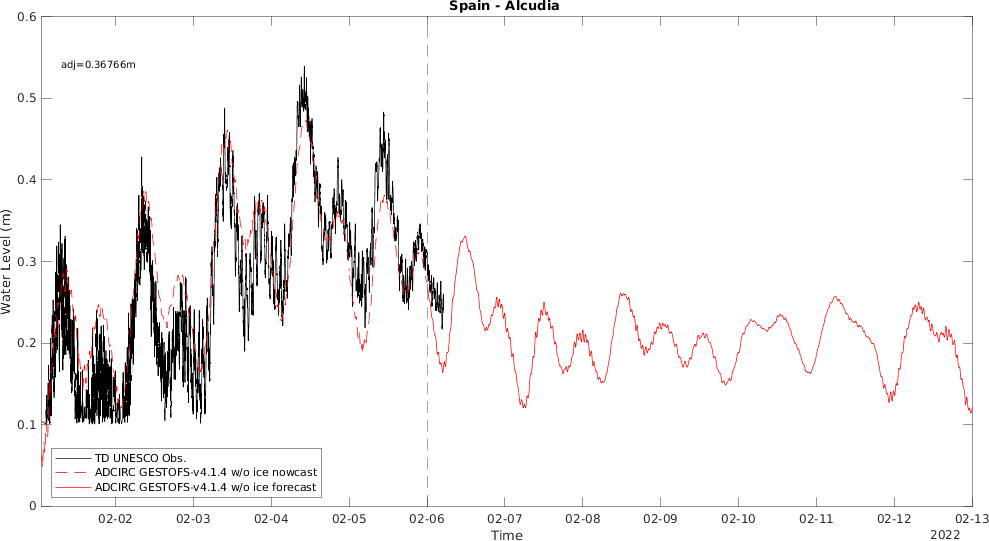 Spain - Alcudia
adj=0.36766m
Water Level (m)
0.6
0.5
0.4
0.3
0.2
0.1
0
TD UNESCO Obs.
ADCIRC GESTOFS-v4.1.4 w/o ice nowcast
ADCIRC GESTOFS-v4.1.4 w/o ice forecast
02-02 02-03 02-04 02-05 02-06 02-07 02-08 02-09 02-10 02-11 02-12 02-13
Time
2022